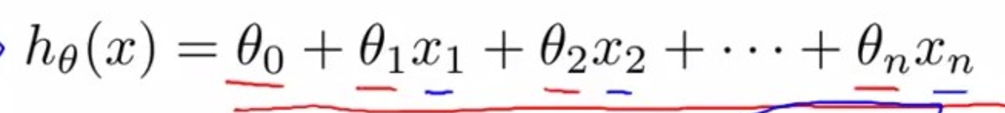 hθ(x) = θ0 + θ1x1 + θ2x2 + ⋯ + θnxn